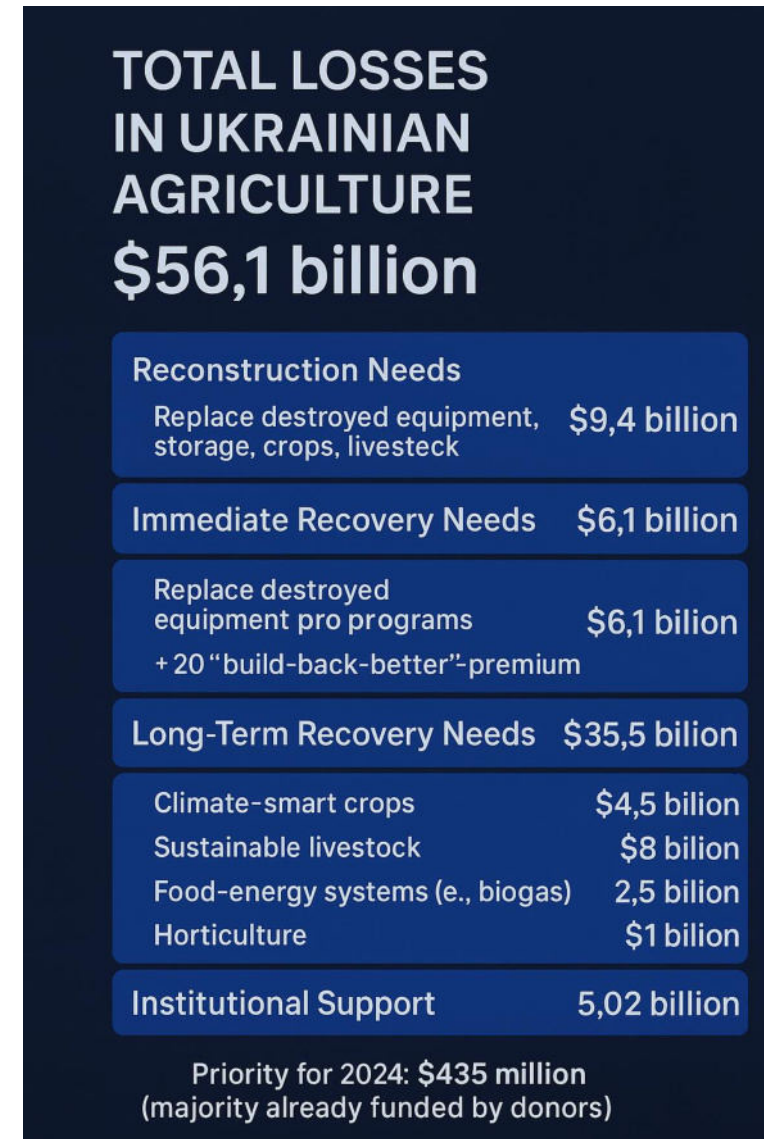 TOTAL LOSSES
IN UKRAINIAN
AGRICULTURE
$56,1 billion
Reconstruction Needs
Replace destroyed equipment, $9,4 billion
storage, crops, livesteck
Immediate Recovery Needs $6,1 billion
Replace destroyed
equipment pro programs $6,1 bilion
+ 20 “build-back-better”-premium
Long-Term Recovery Needs $35,5 bilion
Climate-smart crops $4,5 bilion
Sustainable livestock $8 bilion
Food-energy systems (e., biogas) 2,5 bilion
Horticulture $1 bilion
Institutional Support 5,02 billion
Priority for 2024: $435 million
(majority already funded by donors)